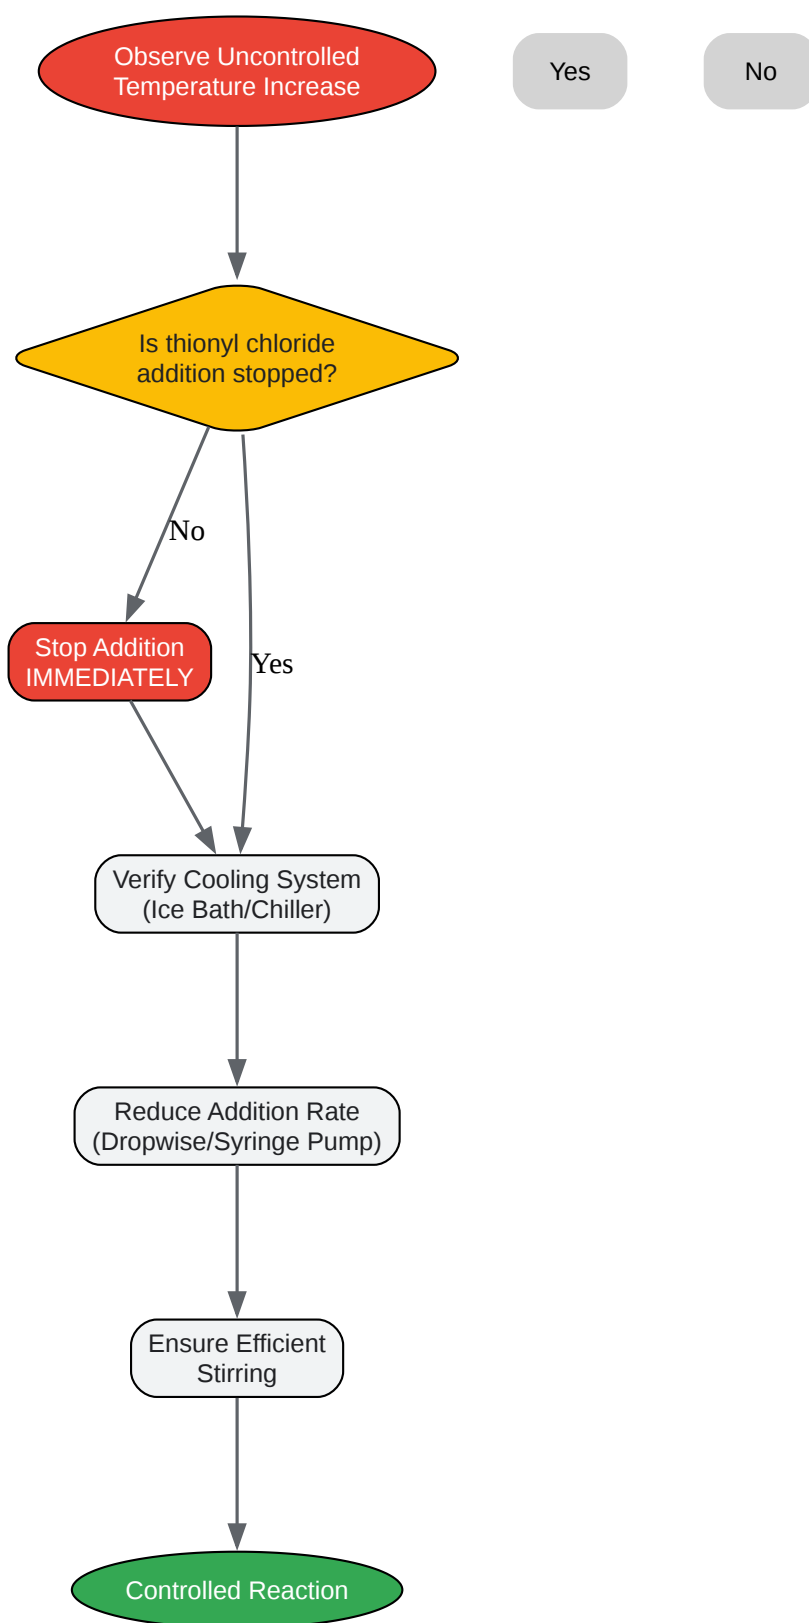 Observe Uncontrolled
Temperature Increase
Yes
No
Is thionyl chloride
addition stopped?
No
Stop Addition
IMMEDIATELY
Yes
Verify Cooling System
(Ice Bath/Chiller)
Reduce Addition Rate
(Dropwise/Syringe Pump)
Ensure Efficient
Stirring
Controlled Reaction